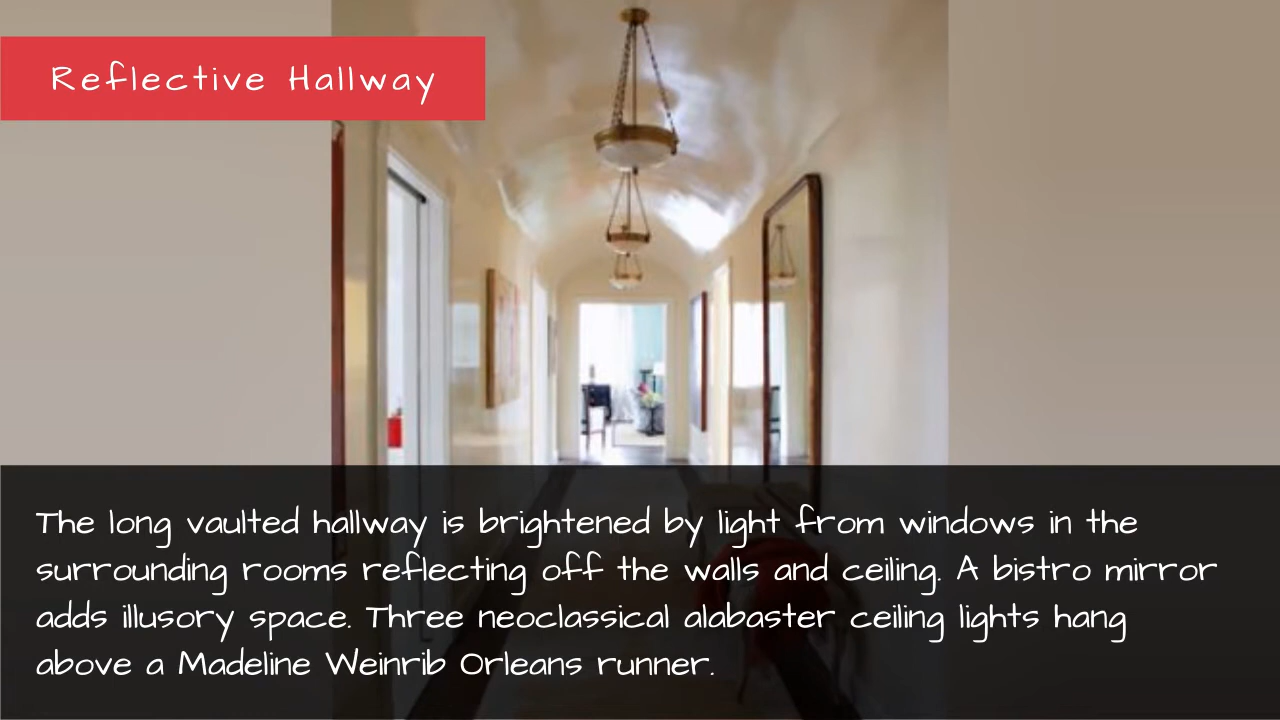 Reflective Hallway
The long vaulted hallway is brightened by light from windows in the
surrounding rooms reflecting off the walls and ceiling. A bistro mirror
adds illusory space. Three neoclassical alabaster ceiling lights hang
above a Madeline Weinrib Orleans runner.